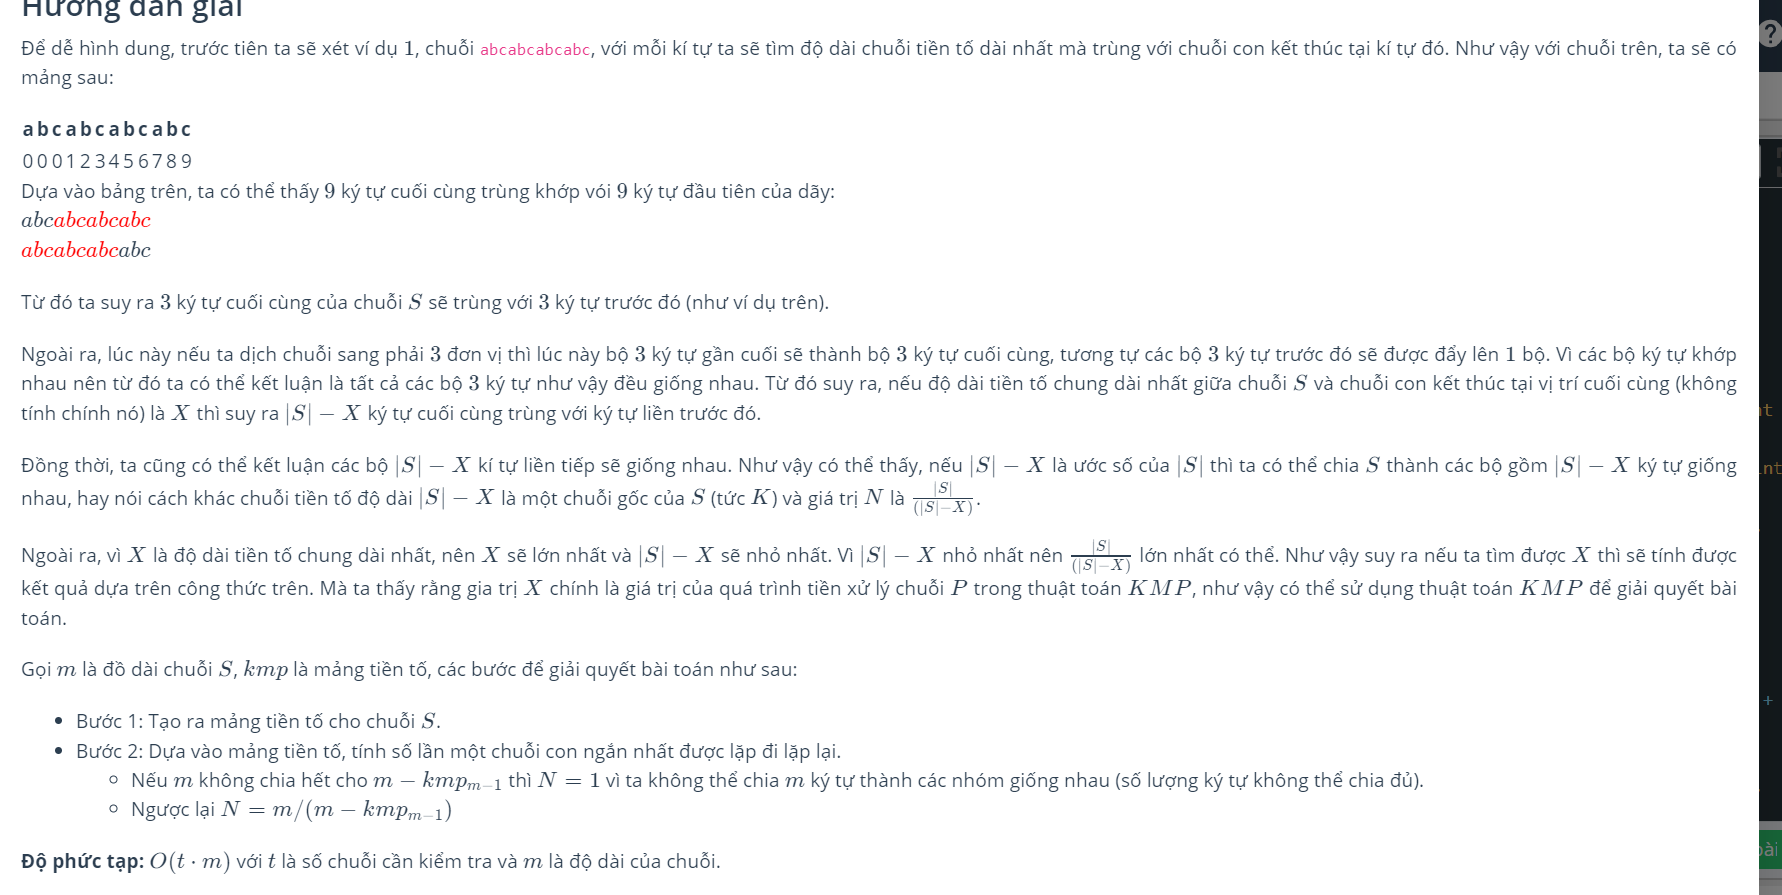 Hướng dẫn giải
Để dễ hình dung, trước tiên ta sẽ xét ví dụ 1, chuỗi abcabcabcabc, với mỗi kí tự ta sẽ tìm độ dài chuỗi tiền tố dài nhất mà trùng với chuỗi con kết thúc tại kí tự đó. Như vậy với chuỗi trên, ta sẽ có
mảng sau:
a b c a b c a b c a b c
0 0 0 1 2 3 4 5 6 7 8 9
Dựa vào bảng trên, ta có thể thấy 9 ký tự cuối cùng trùng khớp vói 9 ký tự đầu tiên của dãy:
abcabcabcabc
abcabcabcabc
Từ đó ta suy ra 3 ký tự cuối cùng của chuỗi S sẽ trùng với 3 ký tự trước đó (như ví dụ trên).
Ngoài ra, lúc này nếu ta dịch chuỗi sang phải 3 đơn vị thì lúc này bộ 3 ký tự gần cuối sẽ thành bộ 3 ký tự cuối cùng, tương tự các bộ 3 ký tự trước đó sẽ được đẩy lên 1 bộ. Vì các bộ ký tự khớp
nhau nên từ đó ta có thể kết luận là tất cả các bộ 3 ký tự như vậy đều giống nhau. Từ đó suy ra, nếu độ dài tiền tố chung dài nhất giữa chuỗi S và chuỗi con kết thúc tại vị trí cuối cùng (không
tính chính nó) là X thì suy ra |S| − X ký tự cuối cùng trùng với ký tự liền trước đó.
Đồng thời, ta cũng có thể kết luận các bộ |S| − X kí tự liên tiếp sẽ giống nhau. Như vậy có thể thấy, nếu |S| − X là ước số của |S| thì ta có thể chia S thành các bộ gồm |S| − X ký tự giống
nhau, hay nói cách khác chuỗi tiền tố độ dài |S| − X là một chuỗi gốc của S (tức K) và giá trị N là |S|/(|S|−X).
Ngoài ra, vì X là độ dài tiền tố chung dài nhất, nên X sẽ lớn nhất và |S| − X sẽ nhỏ nhất. Vì |S| − X nhỏ nhất nên |S|/(|S|−X) lớn nhất có thể. Như vậy suy ra nếu ta tìm được X thì sẽ tính được
kết quả dựa trên công thức trên. Mà ta thấy rằng gia trị X chính là giá trị của quá trình tiền xử lý chuỗi P trong thuật toán KMP, như vậy có thể sử dụng thuật toán KMP để giải quyết bài
toán.
Gọi m là đồ dài chuỗi S, kmp là mảng tiền tố, các bước để giải quyết bài toán như sau:
• Bước 1: Tạo ra mảng tiền tố cho chuỗi S.
• Bước 2: Dựa vào mảng tiền tố, tính số lần một chuỗi con ngắn nhất được lặp đi lặp lại.
◦ Nếu m không chia hết cho m − kmp_{m−1} thì N = 1 vì ta không thể chia m ký tự thành các nhóm giống nhau (số lượng ký tự không thể chia đủ).
◦ Ngược lại N = m/(m − kmp_{m−1})
Độ phức tạp: O(t · m) với t là số chuỗi cần kiểm tra và m là độ dài của chuỗi.